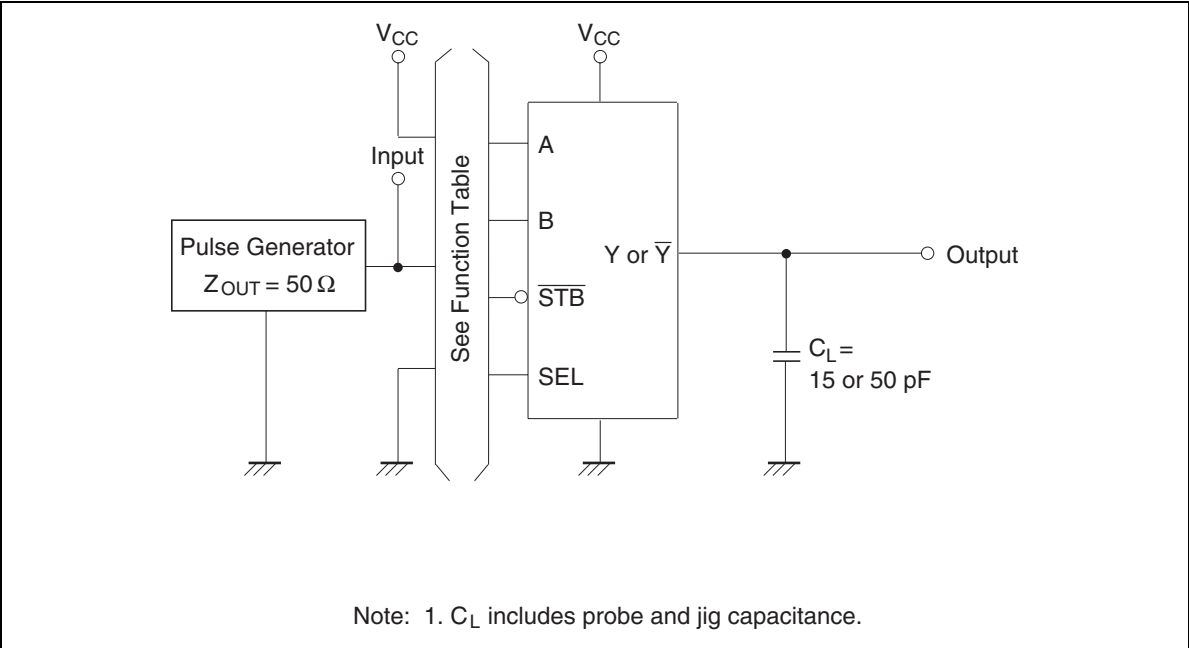 VCC
VCC
Input
Pulse Generator
ZOUT = 50 Ω
See Function Table
A
B
STB
SEL
Y or Y̅
Output
CL =
15 or 50 pF
Note: 1. CL includes probe and jig capacitance.